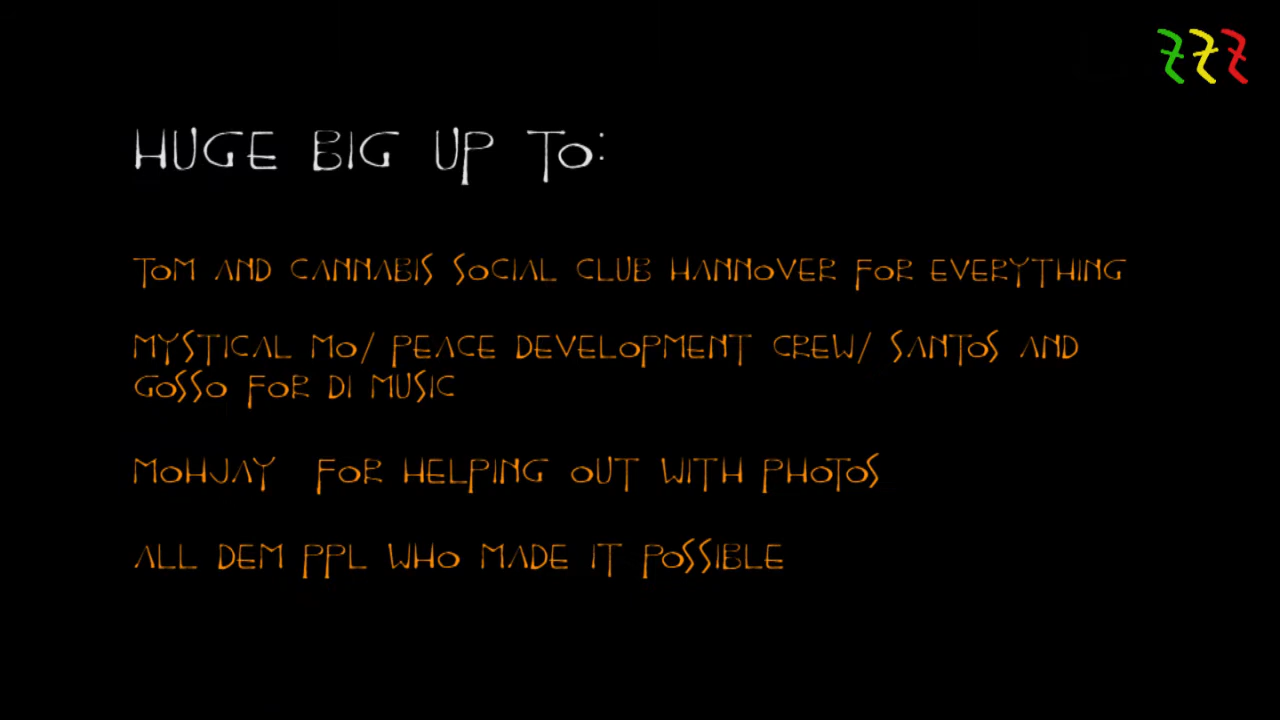 HUGE BIG UP TO:
TOM AND CANNABIS SOCIAL CLUB HANNOVER FOR EVERYTHING
MYSTICAL MO/ PEACE DEVELOPMENT CREW/ SANTOS AND
GOSSO FOR DI MUSIC
MOHJAY FOR HELPING OUT WITH PHOTOS
ALL DEM PPL WHO MADE IT POSSIBLE